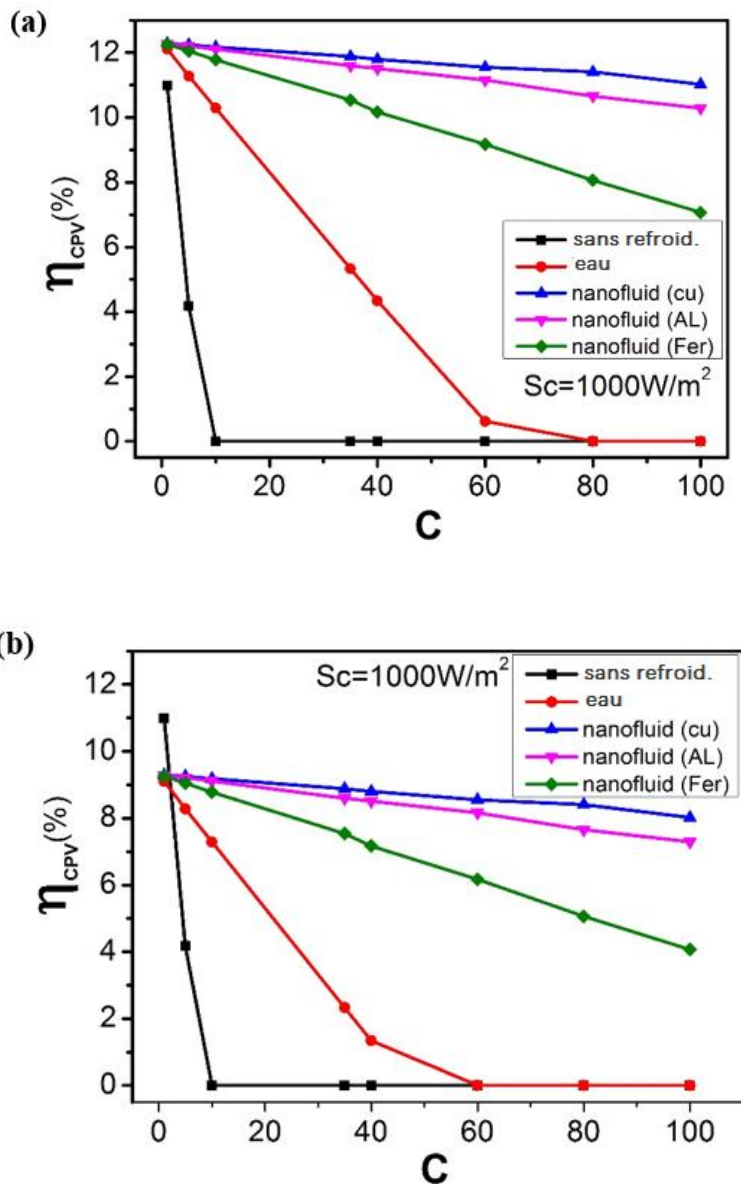 (a)
12
10
8
6
4
2
0
η CPV(%)
sans refroid.
eau
nanofluid (cu)
nanofluid (AL)
nanofluid (Fer)
Sc=1000W/m²
0 20 40 60 80 100
C
(b)
12
10
8
6
4
2
0
η CPV(%)
Sc=1000W/m²
sans refroid.
eau
nanofluid (cu)
nanofluid (AL)
nanofluid (Fer)
0 20 40 60 80 100
C